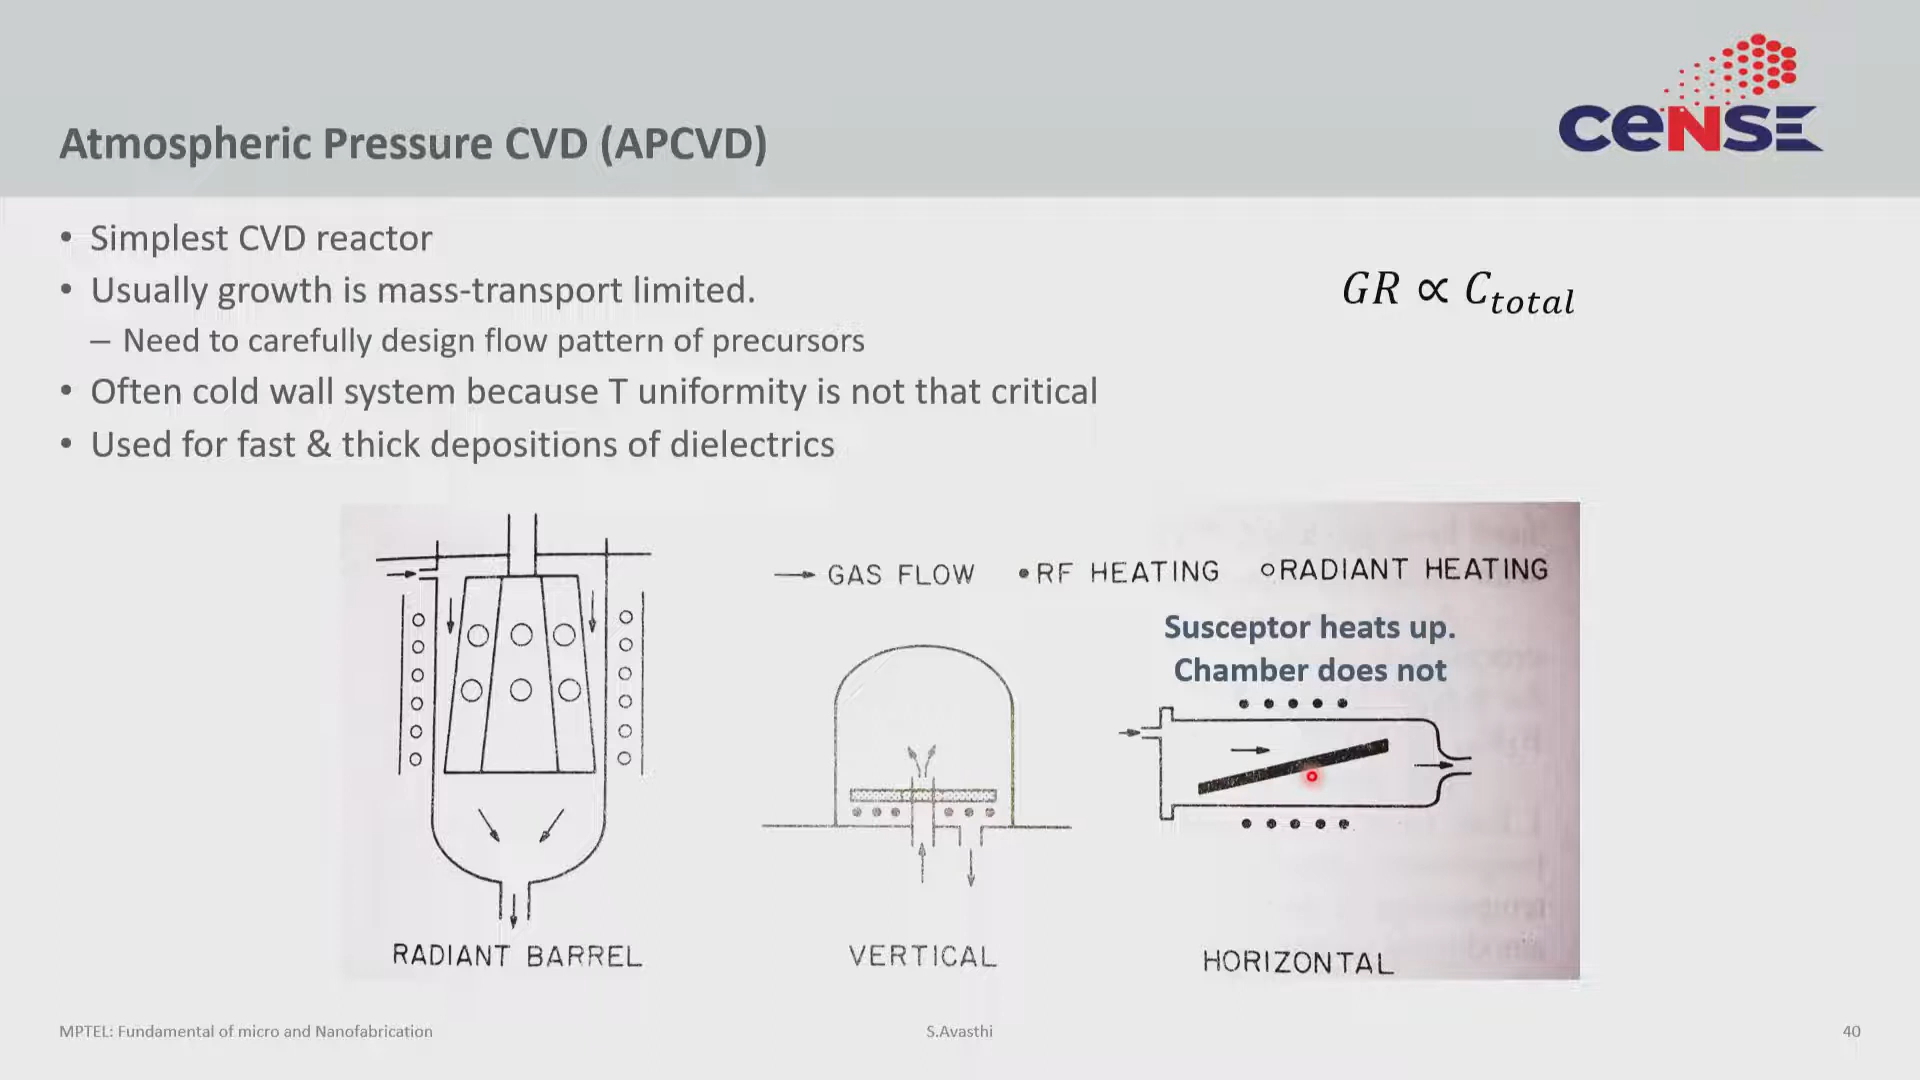 CeNSE
Atmospheric Pressure CVD (APCVD)
• Simplest CVD reactor
• Usually growth is mass-transport limited.
– Need to carefully design flow pattern of precursors
• Often cold wall system because T uniformity is not that critical
• Used for fast & thick depositions of dielectrics
GR ∝ C_total
GAS FLOW
RF HEATING
RADIANT HEATING
Susceptor heats up.
Chamber does not
RADIANT BARREL
VERTICAL
HORIZONTAL
MPTEL: Fundamental of micro and Nanofabrication
S.Avasthi
40